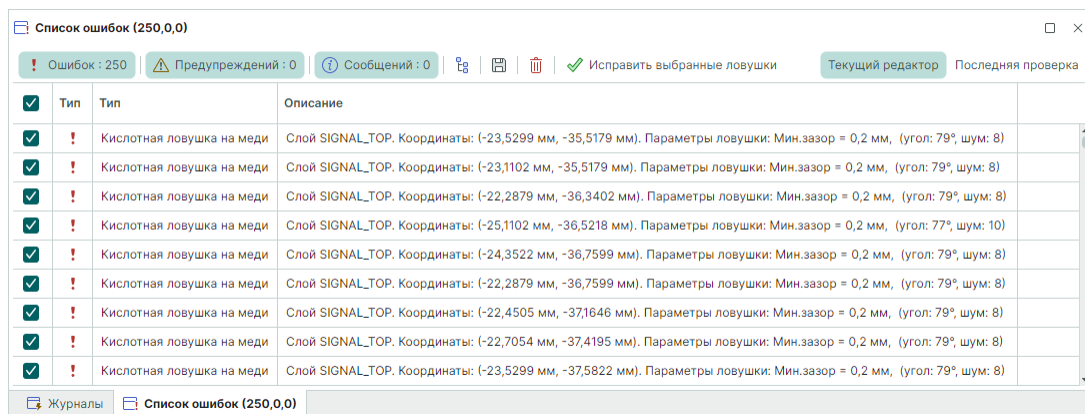 Список ошибок (250,0,0)
Ошибок : 250 Предупреждений : 0 Сообщений : 0 Исправить выбранные ловушки Текущий редактор Последняя проверка
Тип Тип Описание
Кислотная ловушка на меди Слой SIGNAL_TOP. Координаты: (-23,5299 мм, -35,5179 мм). Параметры ловушки: Мин.зазор = 0,2 мм, (угол: 79°, шум: 8)
Кислотная ловушка на меди Слой SIGNAL_TOP. Координаты: (-23,1102 мм, -35,5179 мм). Параметры ловушки: Мин.зазор = 0,2 мм, (угол: 79°, шум: 8)
Кислотная ловушка на меди Слой SIGNAL_TOP. Координаты: (-22,2879 мм, -36,3402 мм). Параметры ловушки: Мин.зазор = 0,2 мм, (угол: 79°, шум: 8)
Кислотная ловушка на меди Слой SIGNAL_TOP. Координаты: (-25,1102 мм, -36,5218 мм). Параметры ловушки: Мин.зазор = 0,2 мм, (угол: 77°, шум: 10)
Кислотная ловушка на меди Слой SIGNAL_TOP. Координаты: (-24,3522 мм, -36,7599 мм). Параметры ловушки: Мин.зазор = 0,2 мм, (угол: 79°, шум: 8)
Кислотная ловушка на меди Слой SIGNAL_TOP. Координаты: (-22,2879 мм, -36,7599 мм). Параметры ловушки: Мин.зазор = 0,2 мм, (угол: 79°, шум: 8)
Кислотная ловушка на меди Слой SIGNAL_TOP. Координаты: (-22,4505 мм, -37,1646 мм). Параметры ловушки: Мин.зазор = 0,2 мм, (угол: 79°, шум: 8)
Кислотная ловушка на меди Слой SIGNAL_TOP. Координаты: (-22,7054 мм, -37,4195 мм). Параметры ловушки: Мин.зазор = 0,2 мм, (угол: 79°, шум: 8)
Кислотная ловушка на меди Слой SIGNAL_TOP. Координаты: (-23,5299 мм, -37,5822 мм). Параметры ловушки: Мин.зазор = 0,2 мм, (угол: 79°, шум: 8)
Журналы Список ошибок (250,0,0)